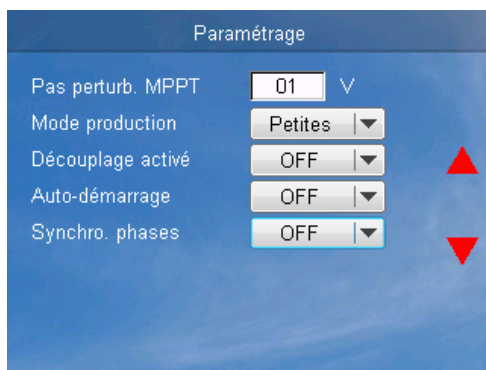 Paramétrage
Pas perturb. MPPT 01 V
Mode production Petites
Découplage activé OFF
Auto-démarrage OFF
Synchro. phases OFF